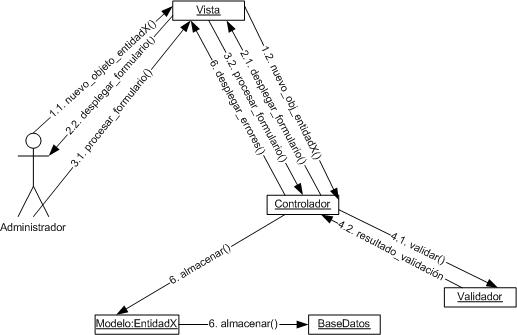 Vista
1.1. nuevo_objeto_entidadX()
2.2. desplegar_formulario()
3.1. procesar_formulario()
1.2. nuevo_obj_entidadX()
2.1. desplegar_formulario()
3.2. procesar_formulario()
6. desplegar_errores()
Administrador
Controlador
4.1. validar()
4.2. resultado_validación
6. almacenar()
Validador
Modelo:EntidadX
6. almacenar()
BaseDatos